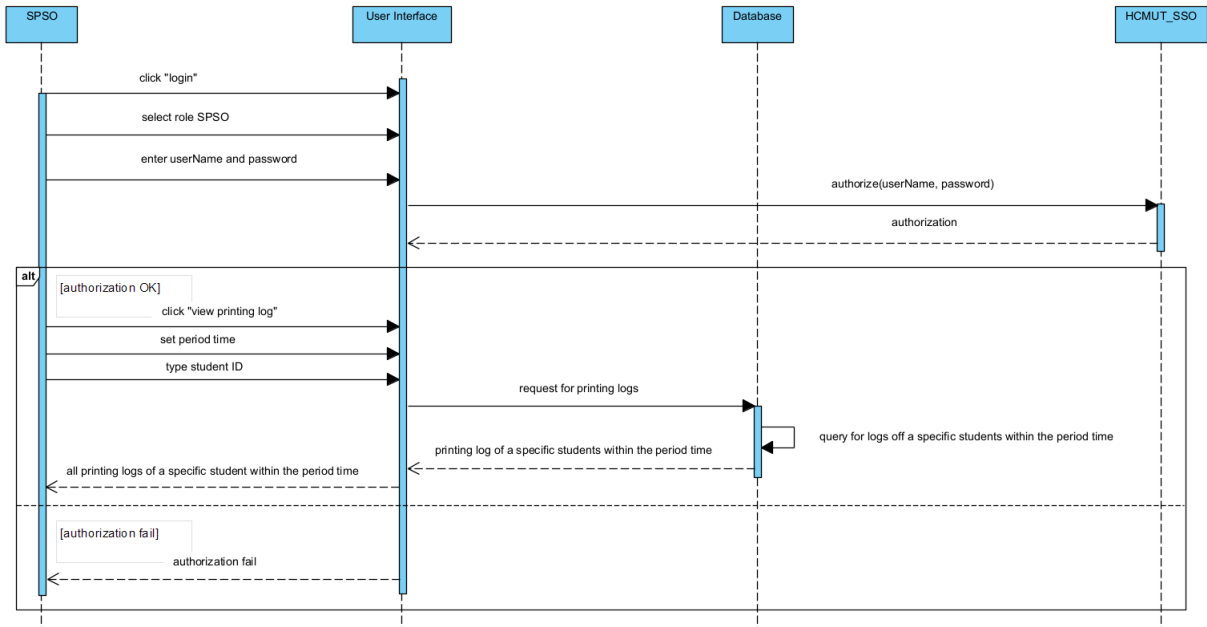 SPSO
User Interface
Database
HCMUT_SSO
click "login"
select role SPSO
enter userName and password
authorize(userName, password)
authorization
alt
[authorization OK]
click "view printing log"
set period time
type student ID
request for printing logs
query for logs off a specific students within the period time
printing log of a specific students within the period time
all printing logs of a specific student within the period time
[authorization fail]
authorization fail